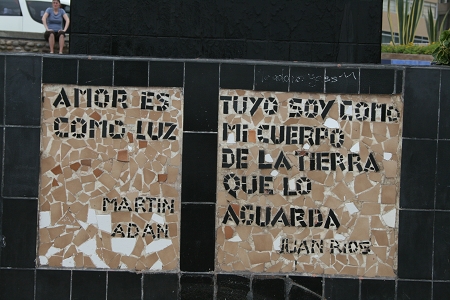 AMOR ES
COMO LUZ
MARTIN
ADAN
TUYO SOY COMO
MI CUERPO
DE LA TIERRA
QUE LO
AGUARDA
JUAN RIOS